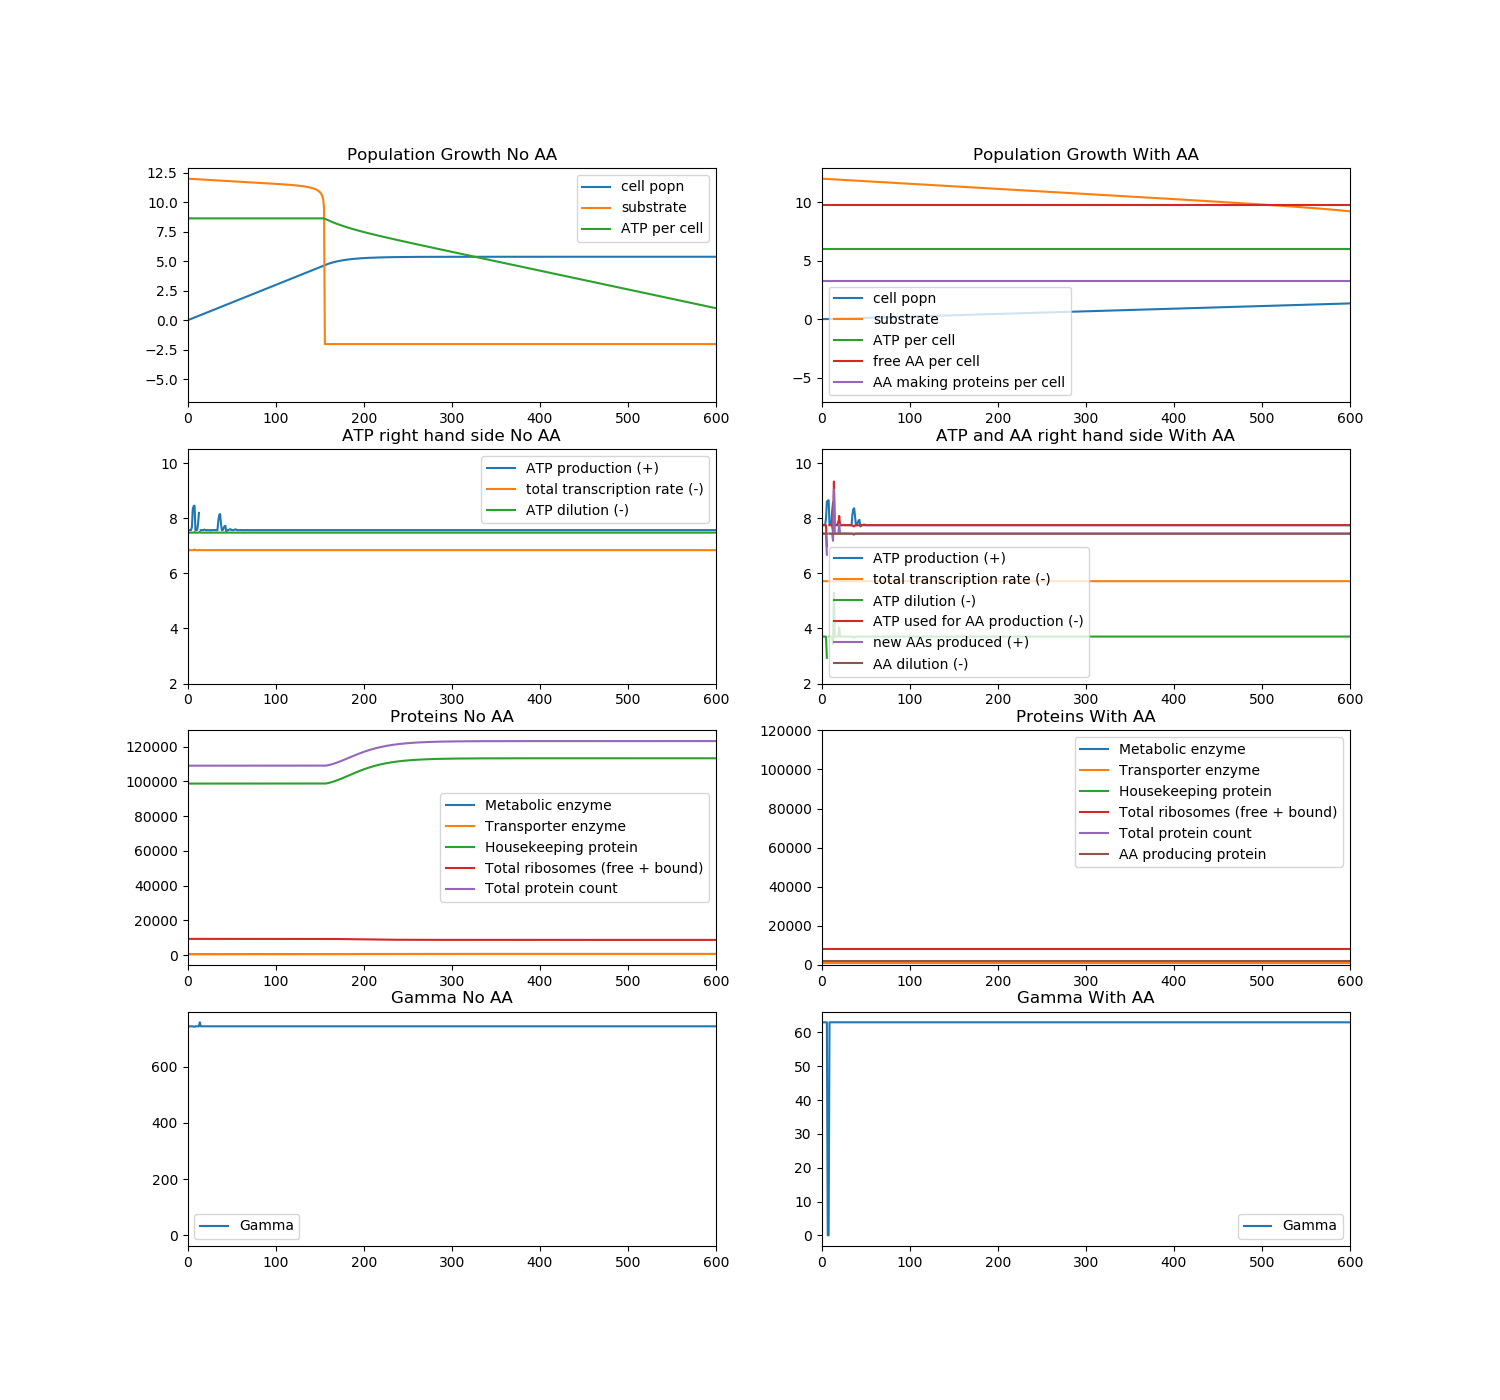 Population Growth No AA
12.5
10.0
7.5
5.0
2.5
0.0
−2.5
−5.0
cell popn
substrate
ATP per cell
0 100 200 300 400 500 600
Population Growth With AA
10
5
0
−5
cell popn
substrate
ATP per cell
free AA per cell
AA making proteins per cell
0 100 200 300 400 500 600
ATP right hand side No AA
10
8
6
4
2
ATP production (+)
total transcription rate (-)
ATP dilution (-)
0 100 200 300 400 500 600
ATP and AA right hand side With AA
10
8
6
4
2
ATP production (+)
total transcription rate (-)
ATP dilution (-)
ATP used for AA production (-)
new AAs produced (+)
AA dilution (-)
0 100 200 300 400 500 600
Proteins No AA
120000
100000
80000
60000
40000
20000
0
Metabolic enzyme
Transporter enzyme
Housekeeping protein
Total ribosomes (free + bound)
Total protein count
0 100 200 300 400 500 600
Proteins With AA
120000
100000
80000
60000
40000
20000
0
Metabolic enzyme
Transporter enzyme
Housekeeping protein
Total ribosomes (free + bound)
Total protein count
AA producing protein
0 100 200 300 400 500 600
Gamma No AA
600
400
200
0
Gamma
0 100 200 300 400 500 600
Gamma With AA
60
50
40
30
20
10
0
Gamma
0 100 200 300 400 500 600